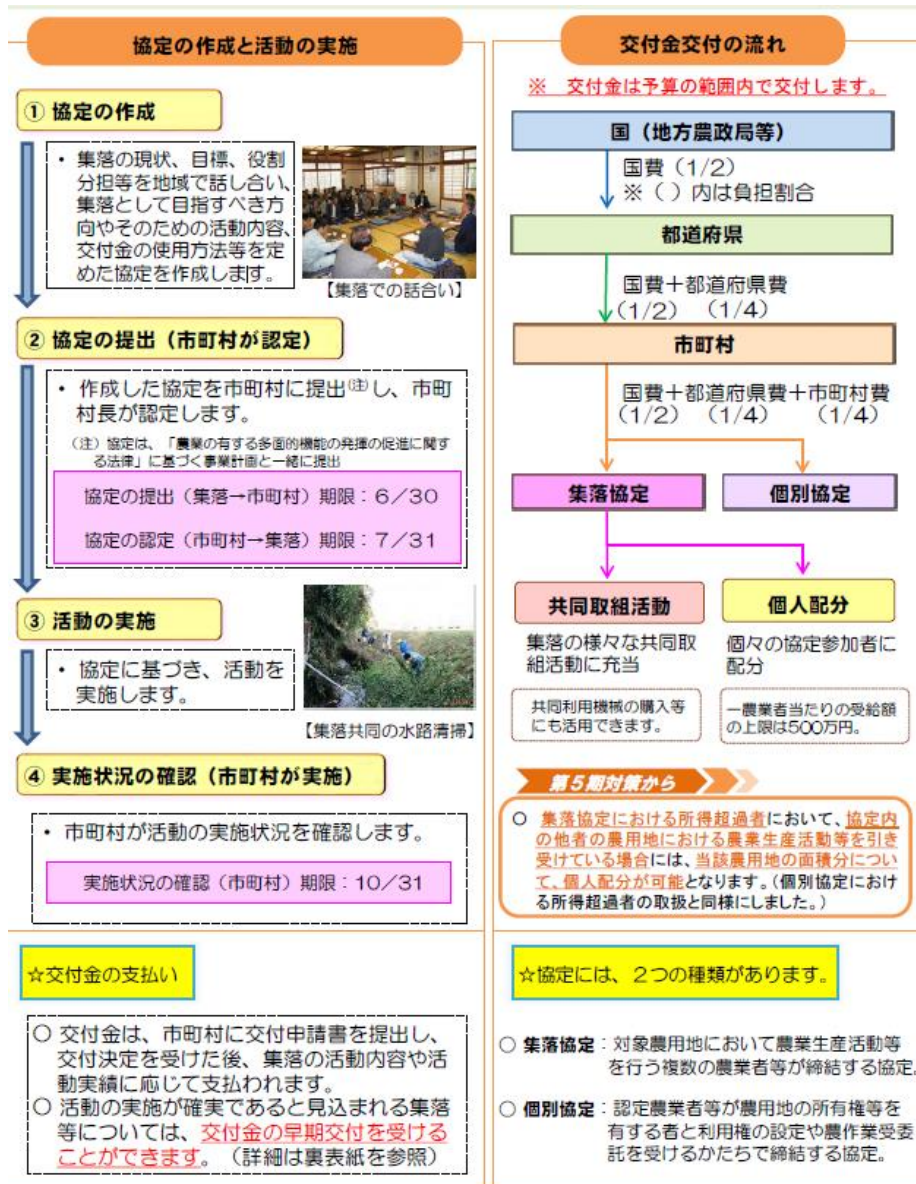 協定の作成と活動の実施
① 協定の作成
・ 集落の現状、目標、役割
分担等を地域で話し合い、
集落として目指すべき方
向やそのための活動内容、
交付金の使用方法等を定
めた協定を作成します。
【集落での話合い】
② 協定の提出（市町村が認定）
・ 作成した協定を市町村に提出(注)し、市町
村長が認定します。
（注）協定は、「農業の有する多面的機能の発揮の促進に関す
る法律」に基づく事業計画と一緒に提出
協定の提出（集落→市町村）期限：６／３０
協定の認定（市町村→集落）期限：７／３１
③ 活動の実施
・ 協定に基づき、活動を
実施します。
【集落共同の水路清掃】
④ 実施状況の確認（市町村が実施）
・ 市町村が活動の実施状況を確認します。
実施状況の確認（市町村）期限：１０／３１
☆交付金の支払い
○ 交付金は、市町村に交付申請書を提出し、
交付決定を受けた後、集落の活動内容や活
動実績に応じて支払われます。
○ 活動の実施が確実であると見込まれる集落
等については、交付金の早期交付を受ける
ことができます。（詳細は裏表紙を参照）
交付金交付の流れ
※ 交付金は予算の範囲内で交付します。
国（地方農政局等）
国費（1/2）
※（ ）内は負担割合
都道府県
国費＋都道府県費
（1/2） （1/4）
市町村
国費＋都道府県費＋市町村費
（1/2） （1/4） （1/4）
集落協定 個別協定
共同取組活動
集落の様々な共同取
組活動に充当
共同利用機械の購入等
にも活用できます。
個人配分
個々の協定参加者に
配分
一農業者当たりの受給額
の上限は500万円。
第５期対策から
○ 集落協定における所得超過者において、協定内
の他者の農用地における農業生産活動等を引き
受けている場合には、当該農用地の面積分につい
て、個人配分が可能となります。（個別協定におけ
る所得超過者の取扱と同様にしました。）
☆協定には、２つの種類があります。
○ 集落協定：対象農用地において農業生産活動等
を行う複数の農業者等が締結する協定。
○ 個別協定：認定農業者等が農用地の所有権等を
有する者と利用権の設定や農作業受委
託を受けるかたちで締結する協定。